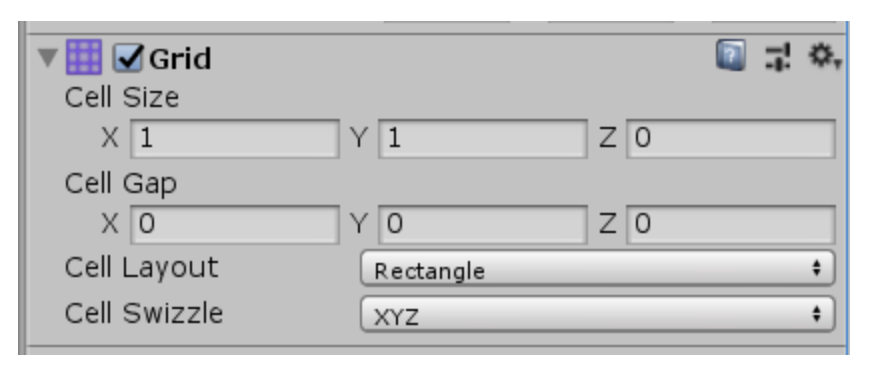 Grid
Cell Size
X 1 Y 1 Z 0
Cell Gap
X 0 Y 0 Z 0
Cell Layout Rectangle
Cell Swizzle XYZ